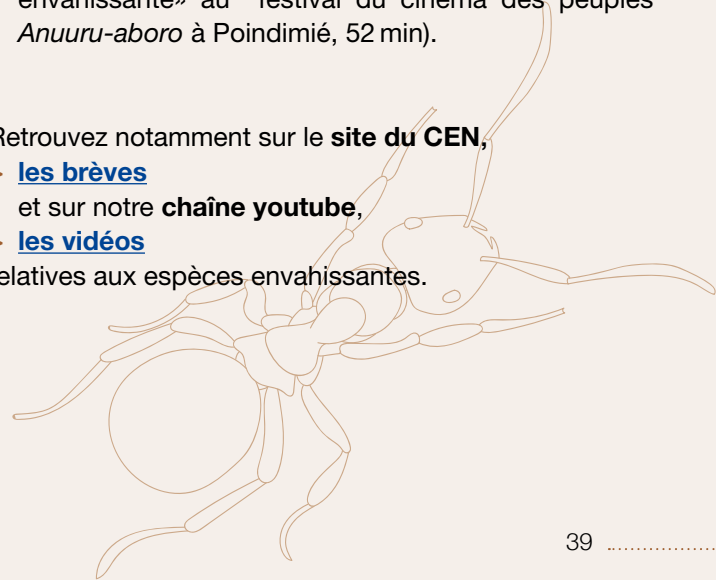 envahissante» au festival du cinéma des peuples
Anuuru-aboro à Poindimié, 52 min).
Retrouvez notamment sur le site du CEN,
les brèves
et sur notre chaîne youtube,
les vidéos
relatives aux espèces envahissantes.
39